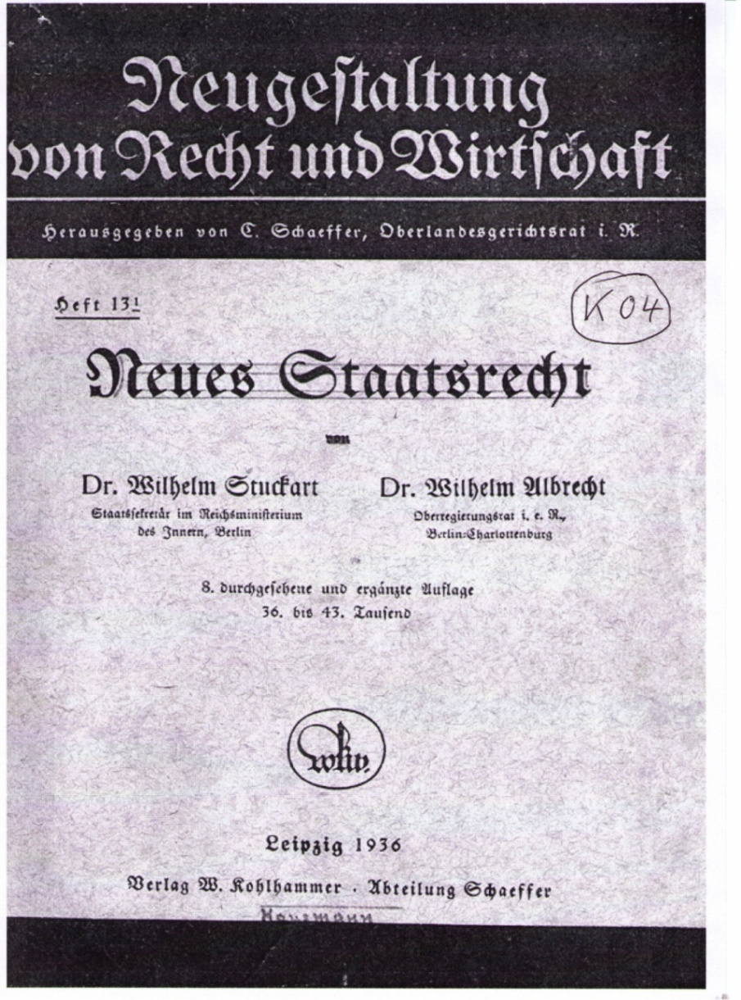 Neugestaltung
von Recht und Wirtschaft
Herausgegeben von C. Schaeffer, Oberlandesgerichtsrat i. R.
Heft 13¹
K 04
Neues Staatsrecht
von
Dr. Wilhelm Stuckart
Staatssekretär im Reichsministerium
des Innern, Berlin
Dr. Wilhelm Albrecht
Oberregierungsrat i. e. R.,
Berlin-Charlottenburg
8. durchgesehene und ergänzte Auflage
36. bis 43. Tausend
wkv.
Leipzig 1936
Verlag W. Kohlhammer . Abteilung Schaeffer